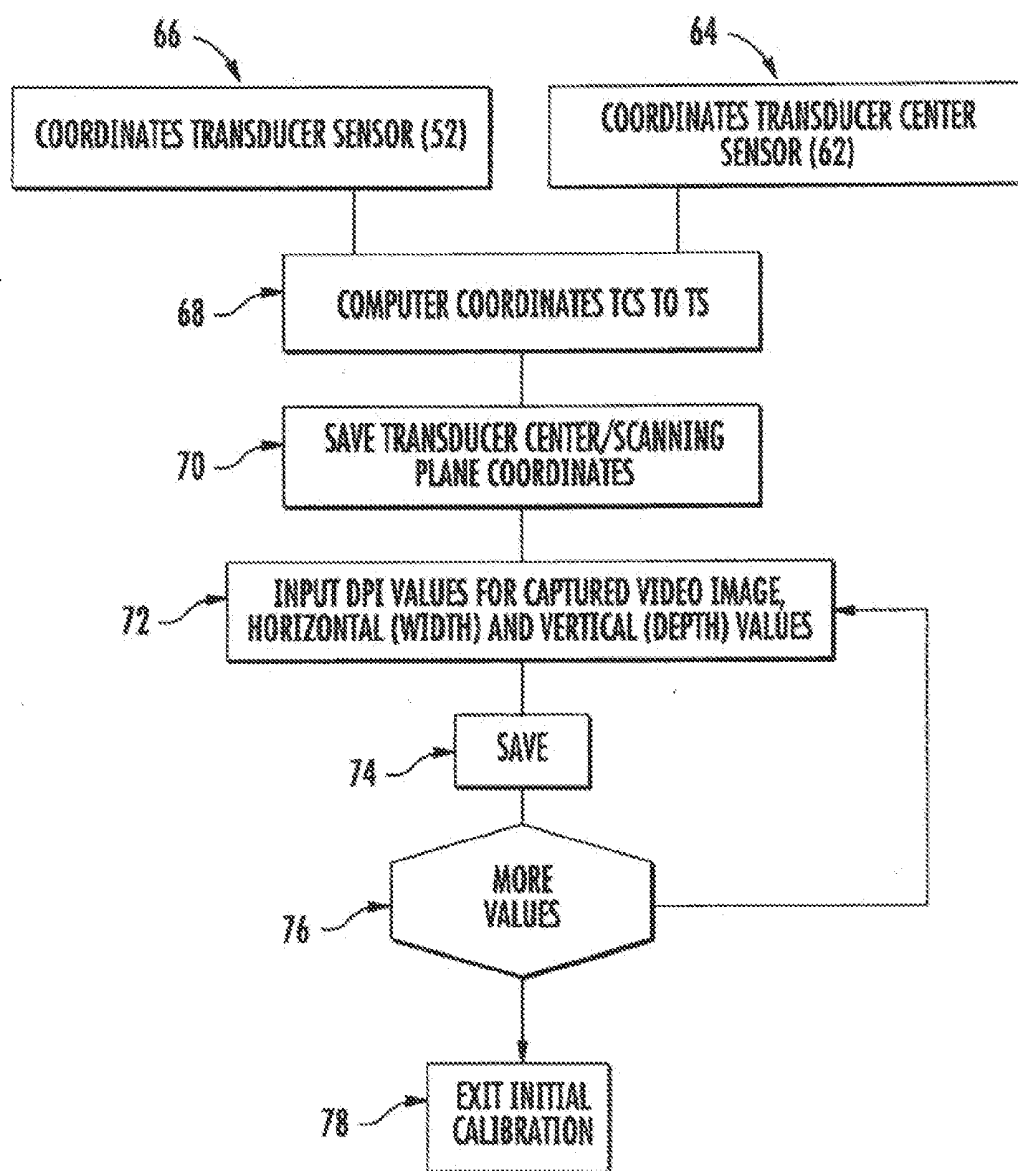 66
64
COORDINATES TRANSDUCER SENSOR (52)
COORDINATES TRANSDUCER CENTER
SENSOR (62)
68
COMPUTER COORDINATES TCS TO TS
70
SAVE TRANSDUCER CENTER/SCANNING
PLANE COORDINATES
72
INPUT DPI VALUES FOR CAPTURED VIDEO IMAGE,
HORIZONTAL (WIDTH) AND VERTICAL (DEPTH) VALUES
74
SAVE
76
MORE
VALUES
78
EXIT INITIAL
CALIBRATION